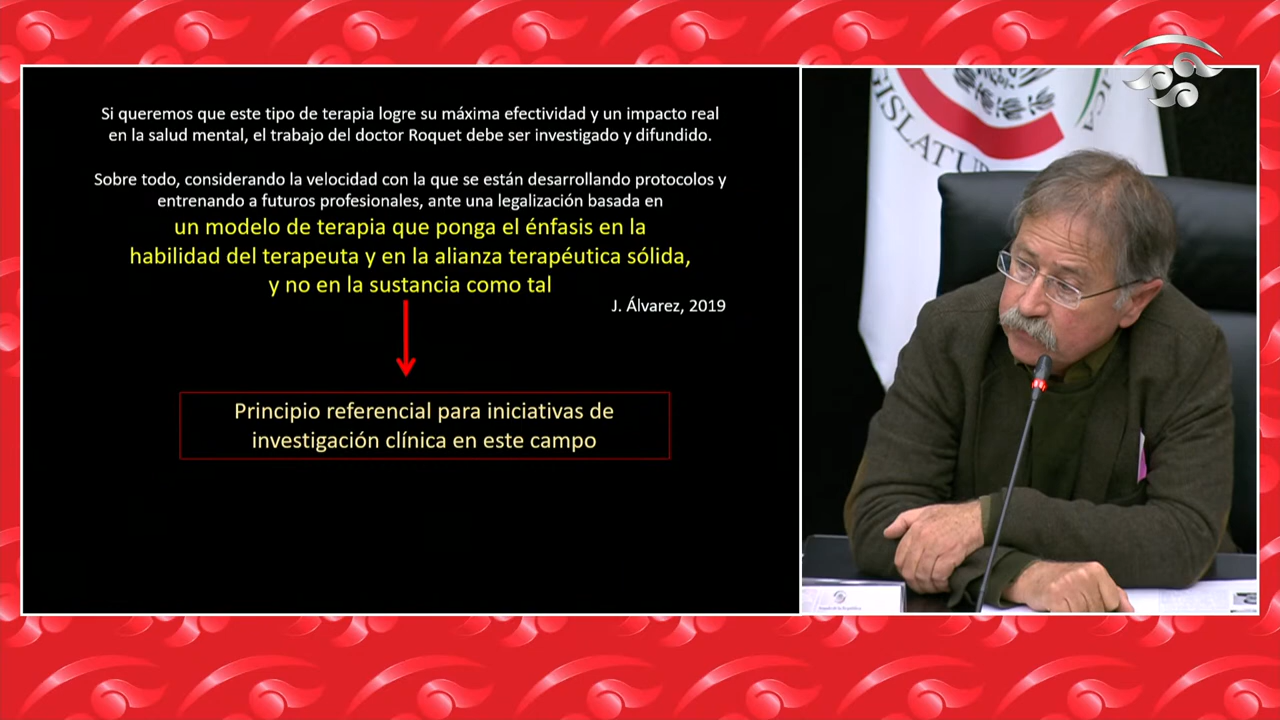 Si queremos que este tipo de terapia logre su máxima efectividad y un impacto real
en la salud mental, el trabajo del doctor Roquet debe ser investigado y difundido.
Sobre todo, considerando la velocidad con la que se están desarrollando protocolos y
entrenando a futuros profesionales, ante una legalización basada en
un modelo de terapia que ponga el énfasis en la
habilidad del terapeuta y en la alianza terapéutica sólida,
y no en la sustancia como tal
J. Álvarez, 2019
Principio referencial para iniciativas de
investigación clínica en este campo